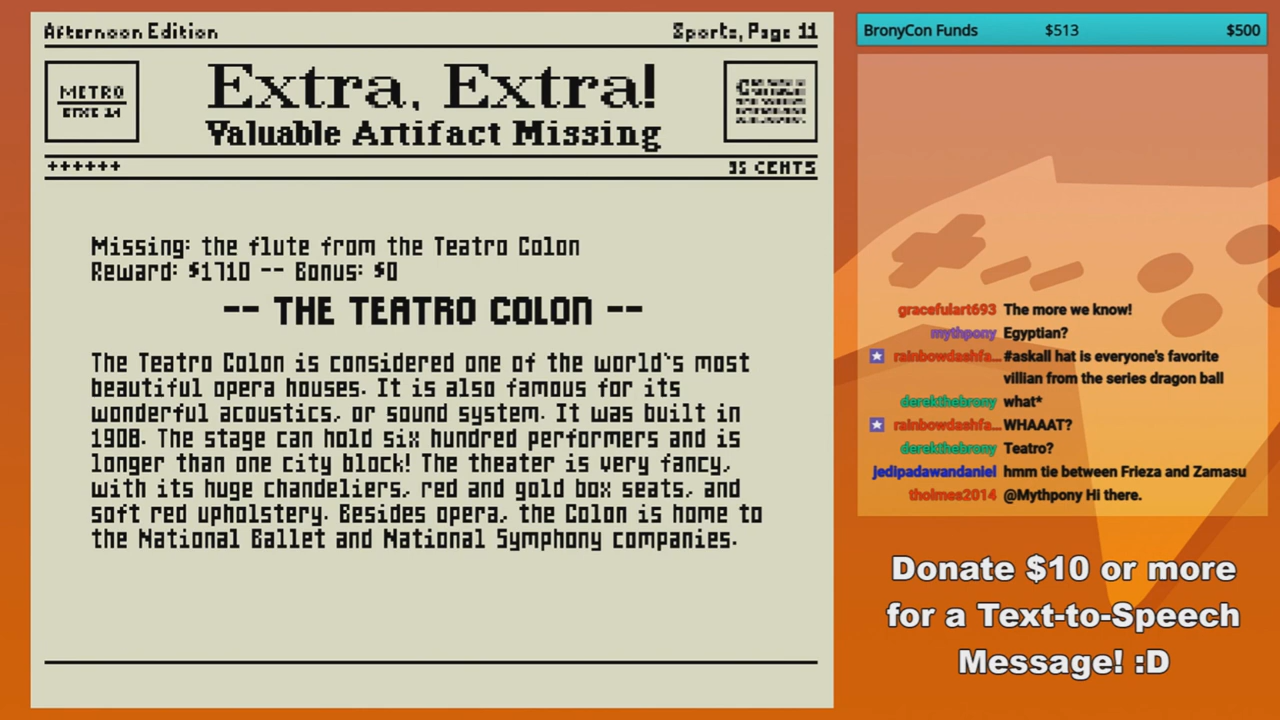 Afternoon Edition
Sports, Page 11
METRO
Extra, Extra!
Valuable Artifact Missing
++++++
35 CENTS
Missing: the flute from the Teatro Colon
Reward: $1710 -- Bonus: $0
-- THE TEATRO COLON --
The Teatro Colon is considered one of the world's most
beautiful opera houses. It is also famous for its
wonderful acoustics, or sound system. It was built in
1908. The stage can hold six hundred performers and is
longer than one city block! The theater is very fancy,
with its huge chandeliers, red and gold box seats, and
soft red upholstery. Besides opera, the Colon is home to
the National Ballet and National Symphony companies.
BronyCon Funds $513 $500
gracefulart693 The more we know!
mythpony Egyptian?
rainbowdashfa... #askall hat is everyone's favorite
villian from the series dragon ball
derekthebrony what*
rainbowdashfa... WHAAAT?
derekthebrony Teatro?
jedipadawandaniel hmm tie between Frieza and Zamasu
tholmes2014 @Mythpony Hi there.
Donate $10 or more
for a Text-to-Speech
Message! :D